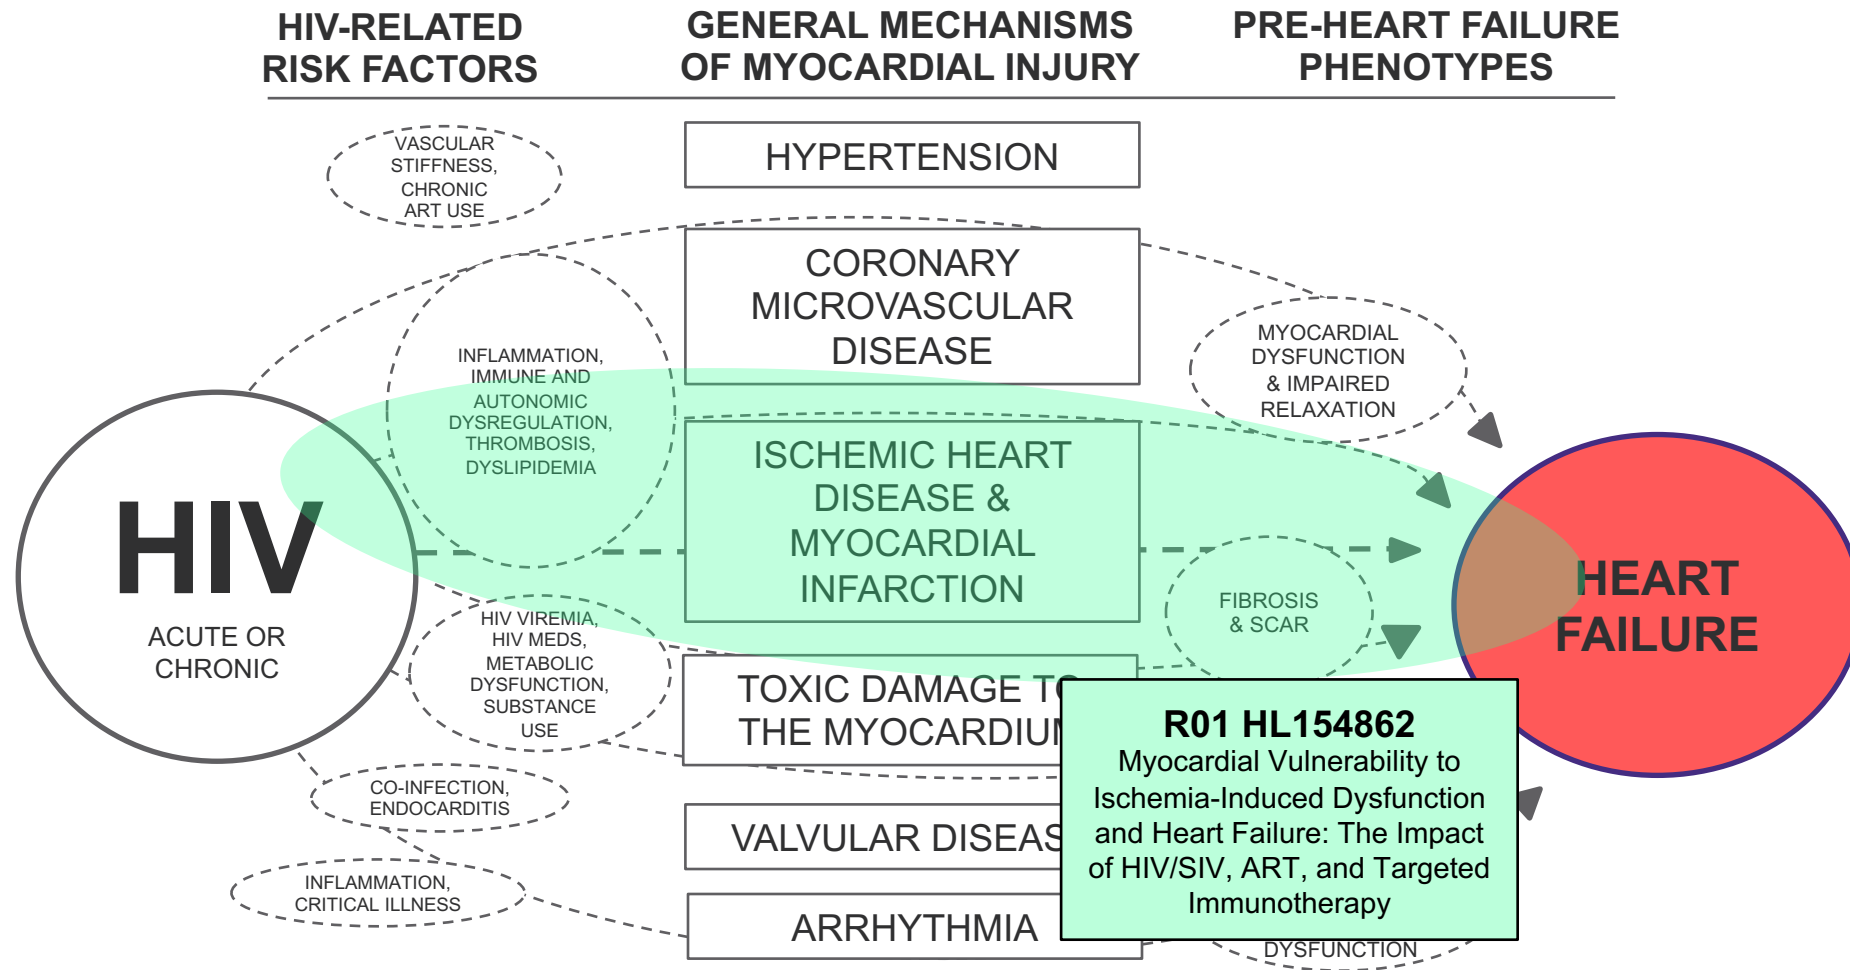 HIV-RELATED
RISK FACTORS
GENERAL MECHANISMS
OF MYOCARDIAL INJURY
PRE-HEART FAILURE
PHENOTYPES
VASCULAR
STIFFNESS,
CHRONIC
ART USE
HYPERTENSION
CORONARY
MICROVASCULAR
DISEASE
INFLAMMATION,
IMMUNE AND
AUTONOMIC
DYSREGULATION,
THROMBOSIS,
DYSLIPIDEMIA
MYOCARDIAL
DYSFUNCTION
& IMPAIRED
RELAXATION
ISCHEMIC HEART
DISEASE &
MYOCARDIAL
INFARCTION
HIV
ACUTE OR
CHRONIC
HIV VIREMIA,
HIV MEDS,
METABOLIC
DYSFUNCTION,
SUBSTANCE
USE
FIBROSIS
& SCAR
HEART
FAILURE
TOXIC DAMAGE TO
THE MYOCARDIUM
CO-INFECTION,
ENDOCARDITIS
VALVULAR DISEAS
INFLAMMATION,
CRITICAL ILLNESS
ARRHYTHMIA
R01 HL154862
Myocardial Vulnerability to
Ischemia-Induced Dysfunction
and Heart Failure: The Impact
of HIV/SIV, ART, and Targeted
Immunotherapy
DYSFUNCTION